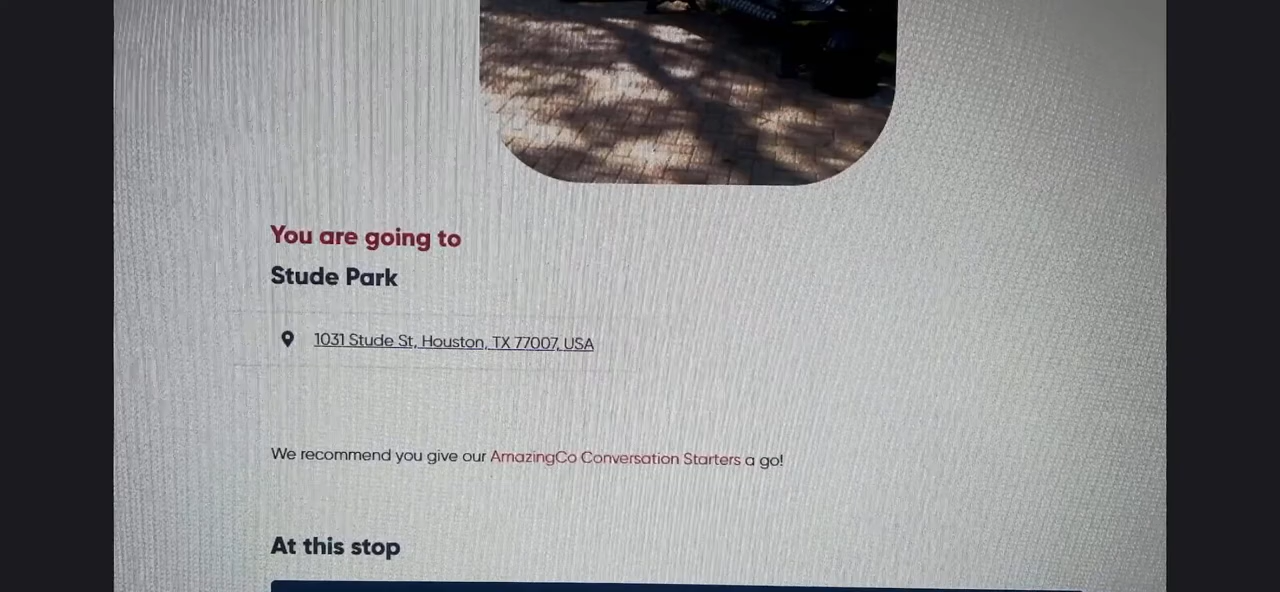 You are going to
Stude Park
1031 Stude St, Houston, TX 77007, USA
We recommend you give our AmazingCo Conversation Starters a go!
At this stop